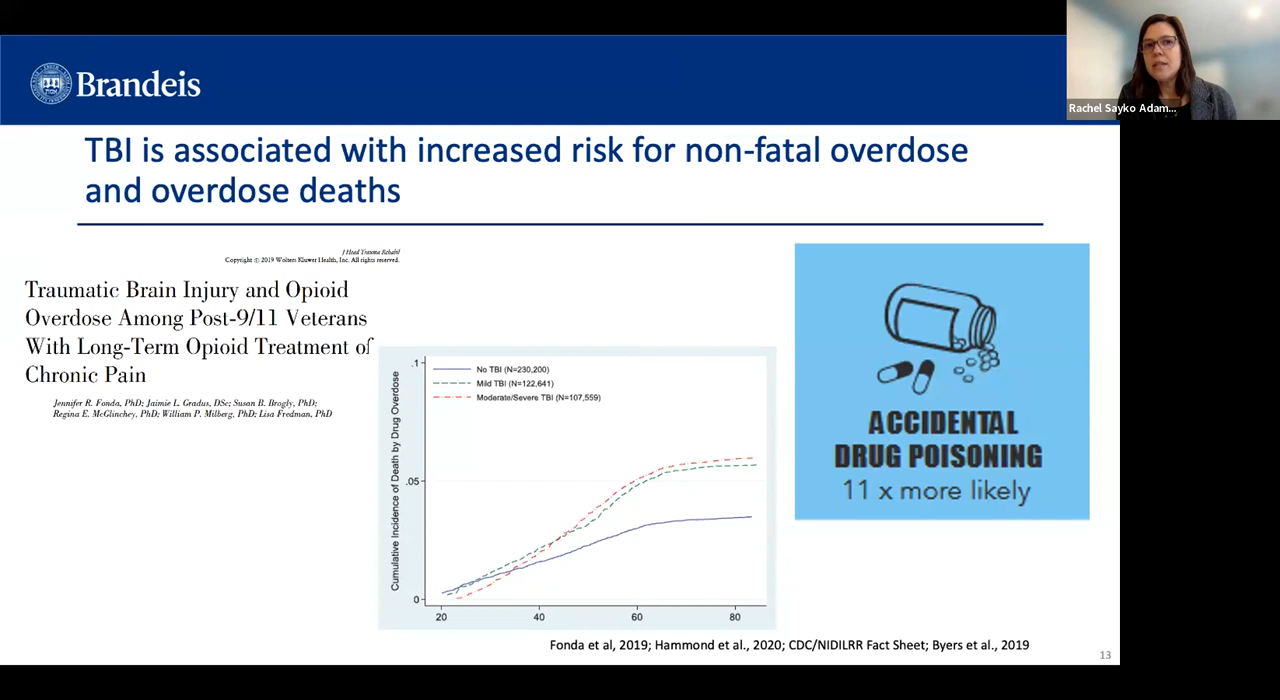 Brandeis
Rachel Sayko Adam...
TBI is associated with increased risk for non-fatal overdose
and overdose deaths
J Head Trauma Rehabil
Copyright © 2019 Wolters Kluwer Health, Inc. All rights reserved.
Traumatic Brain Injury and Opioid
Overdose Among Post-9/11 Veterans
With Long-Term Opioid Treatment of
Chronic Pain
Jennifer R. Fonda, PhD; Jaimie L. Gradus, DSc; Susan B. Brogly, PhD;
Regina E. McGlinchey, PhD; William P. Milberg, PhD; Lisa Fredman, PhD
Cumulative Incidence of Death by Drug Overdose
.1
.05
0
No TBI (N=230,200)
Mild TBI (N=122,641)
Moderate/Severe TBI (N=107,559)
20 40 60 80
ACCIDENTAL
DRUG POISONING
11 x more likely
Fonda et al, 2019; Hammond et al., 2020; CDC/NIDILRR Fact Sheet; Byers et al., 2019
13